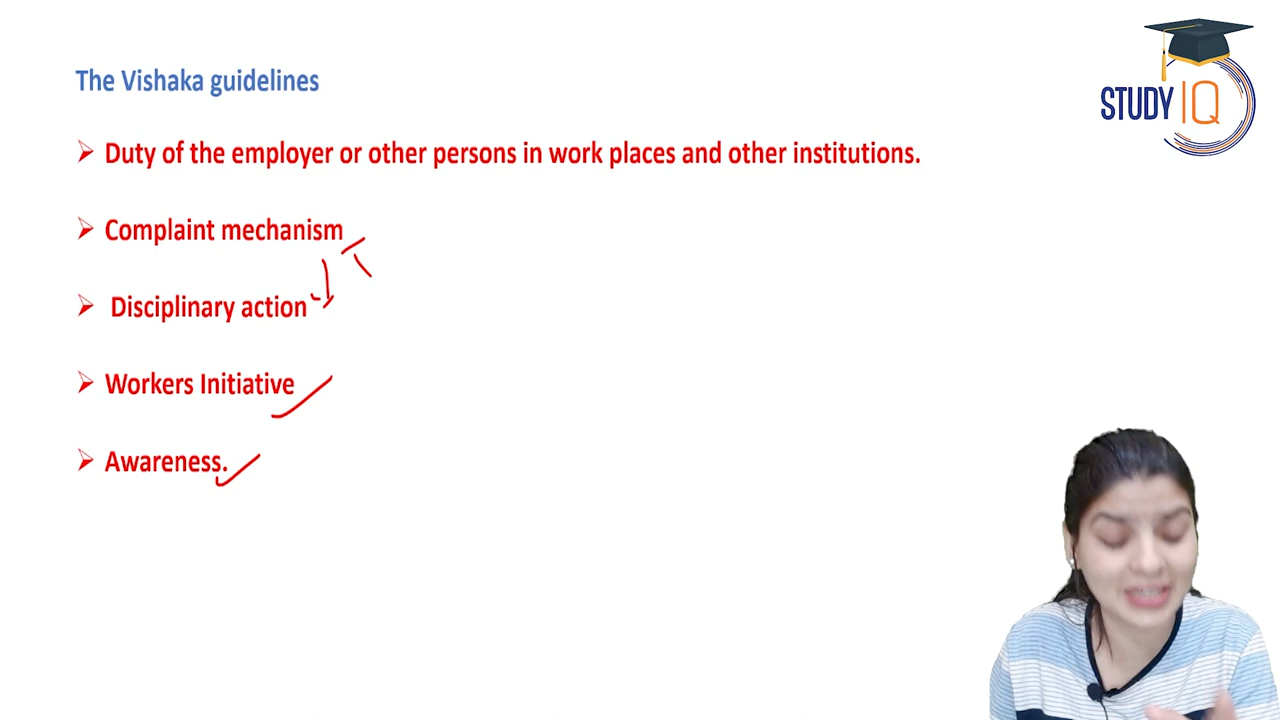 The Vishaka guidelines
STUDY IQ
Duty of the employer or other persons in work places and other institutions.
Complaint mechanism
Disciplinary action
Workers Initiative
Awareness.